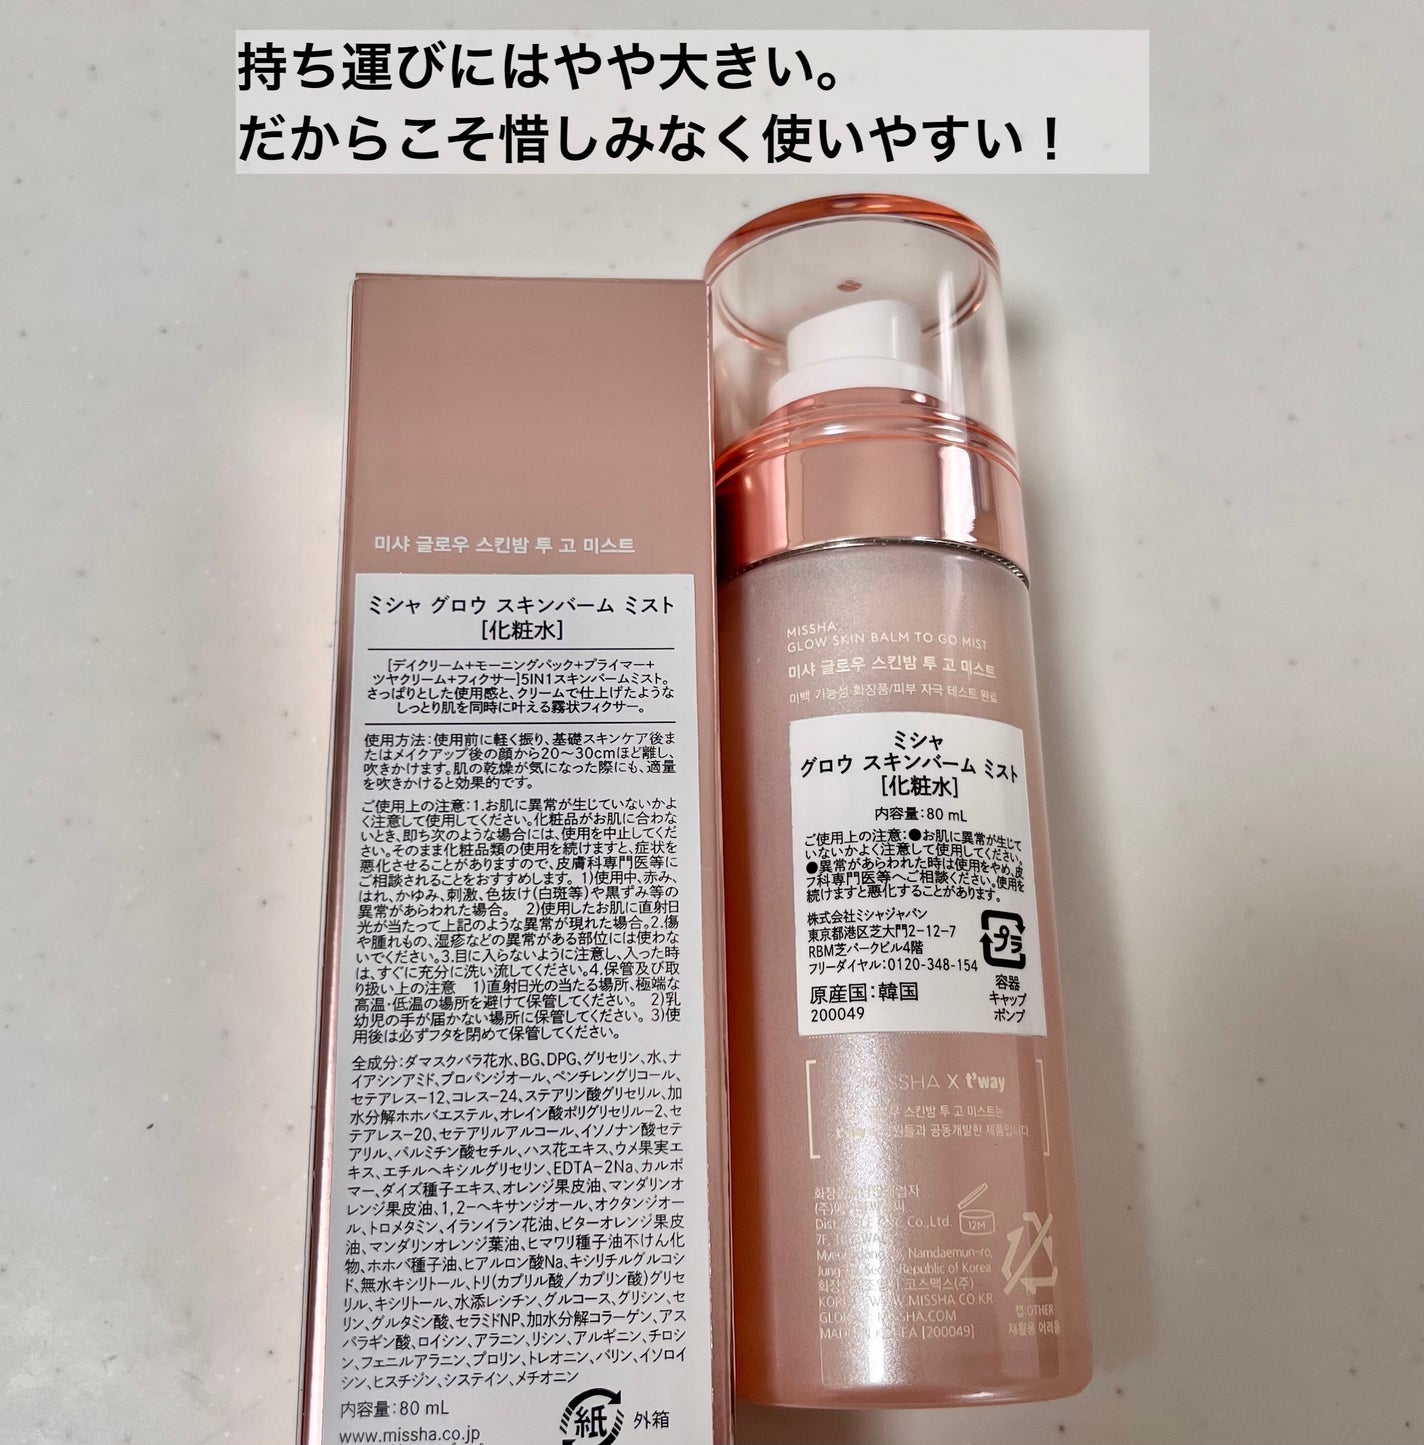 持ち運びにはやや大きい。
だからこそ惜しみなく使いやすい！
미샤 글로우 스킨밤 투 고 미스트
ミシャ グロウ スキンバーム ミスト
[化粧水]
[デイクリーム+モーニングパック+プライマー+
ツヤクリーム+フィクサー]5IN1スキンバームミスト。
さっぱりとした使用感と、クリームで仕上げたような
しっとり肌を同時に叶える霧状フィクサー。
使用方法:使用前に軽く振り、基礎スキンケア後ま
たはメイクアップ後の顔から20〜30cmほど離し、
吹きかけます。肌の乾燥が気になった際にも、適量
を吹きかけると効果的です。
ご使用上の注意:1.お肌に異常が生じていないかよ
く注意して使用してください。化粧品がお肌に合わな
いとき、即ち次のような場合には、使用を中止してくだ
さい。そのまま化粧品類の使用を続けますと、症状を
悪化させることがありますので、皮膚科専門医等に
ご相談されることをおすすめします。 1)使用中、赤み、
はれ、かゆみ、刺激、色抜け(白斑等)や黒ずみ等の
異常があらわれた場合。 2)使用したお肌に直射日
光が当たって上記のような異常が現れた場合。2.傷
や腫れもの、湿疹などの異常がある部位には使わな
いでください。3.目に入らないように注意し、入った時
は、すぐに充分に洗い流してください。4.保管及び取
り扱い上の注意 1)直射日光の当たる場所、極端な
高温・低温の場所を避けて保管してください。 2)乳
幼児の手が届かない場所に保管してください。 3)使
用後は必ずフタを閉めて保管してください。
全成分:ダマスクバラ花水、BG、DPG、グリセリン、水、ナ
イアシンアミド、プロパンジオール、ペンチレングリコール、
セテアレス-12、コレス-24、ステアリン酸グリセリル、加
水分解ホホバエステル、オレイン酸ポリグリセリル-2、セ
テアレス-20、セテアリルアルコール、イソノナン酸セテ
アリル、パルミチン酸セチル、ハス花エキス、ウメ果実エ
キス、エチルヘキシルグリセリン、EDTA-2Na、カルボ
マー、ダイズ種子エキス、オレンジ果皮油、マンダリンオ
レンジ果皮油、1,2-ヘキサンジオール、オクタンジオー
ル、トロメタミン、イランイラン花油、ビターオレンジ果皮
油、マンダリンオレンジ葉油、ヒマワリ種子油不けん化
物、ホホバ種子油、ヒアルロン酸Na、キシリチルグルコシ
ド、無水キシリトール、トリ(カプリル酸/カプリン酸)グリセ
リル、キシリトール、水添レシチン、グルコース、グリシン、セ
リン、グルタミン酸、セラミドNP、加水分解コラーゲン、アス
パラギン酸、ロイシン、アラニン、リシン、アルギニン、チロシ
ン、フェニルアラニン、プロリン、トレオニン、バリン、イソロイ
シン、ヒスチジン、システイン、メチオニン
内容量:80 mL
www.missha.co.jp
紙 外箱
MISSHA
GLOW SKIN BALM TO GO MIST
미샤 글로우 스킨밤 투 고 미스트
미백 기능성 화장품/피부 자극 테스트 완료
ミシャ
グロウ スキンバーム ミスト
[化粧水]
内容量:80 mL
ご使用上の注意:●お肌に異常が生じて
いないかよく注意して使用してください。
●異常があらわれた時は使用をやめ、皮
フ科専門医等へご相談ください。使用を
続けますと悪化することがあります。
株式会社ミシャジャパン
東京都港区芝大門2-12-7
RBM芝パークビル4階
フリーダイヤル:0120-348-154
原産国:韓国
200049
プラ
容器
キャップ
ポンプ
SSHA X t'way
스킨밤 투 고 미스트는
공동개발한 제품입니다.
Co.,Ltd
12M
Namdaemun-ro,
Republic of Korea
코스맥스(주)
MISSHA.CO.KR
[200049]
캡:OTHER
재활용 어려움